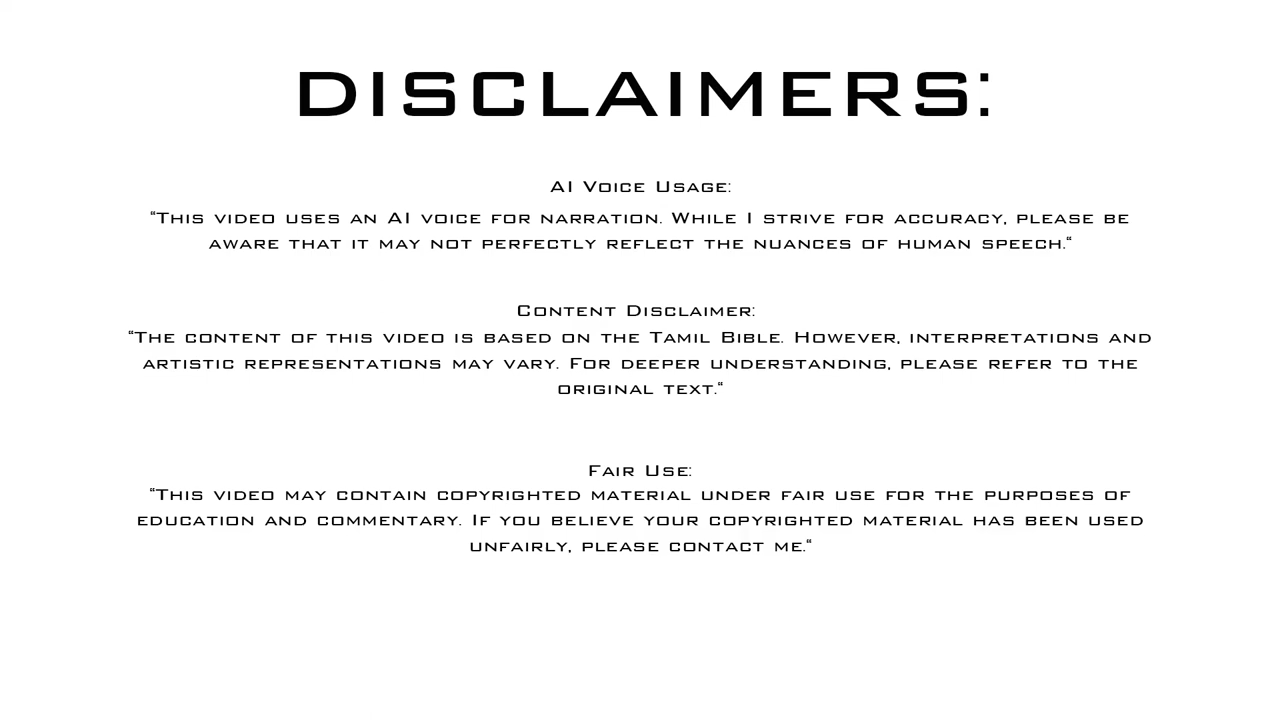 DISCLAIMERS:
AI Voice Usage:
“This video uses an AI voice for narration. While I strive for accuracy, please be
aware that it may not perfectly reflect the nuances of human speech.“
Content Disclaimer:
“The content of this video is based on the Tamil Bible. However, interpretations and
artistic representations may vary. For deeper understanding, please refer to the
original text.“
Fair Use:
“This video may contain copyrighted material under fair use for the purposes of
education and commentary. If you believe your copyrighted material has been used
unfairly, please contact me.“